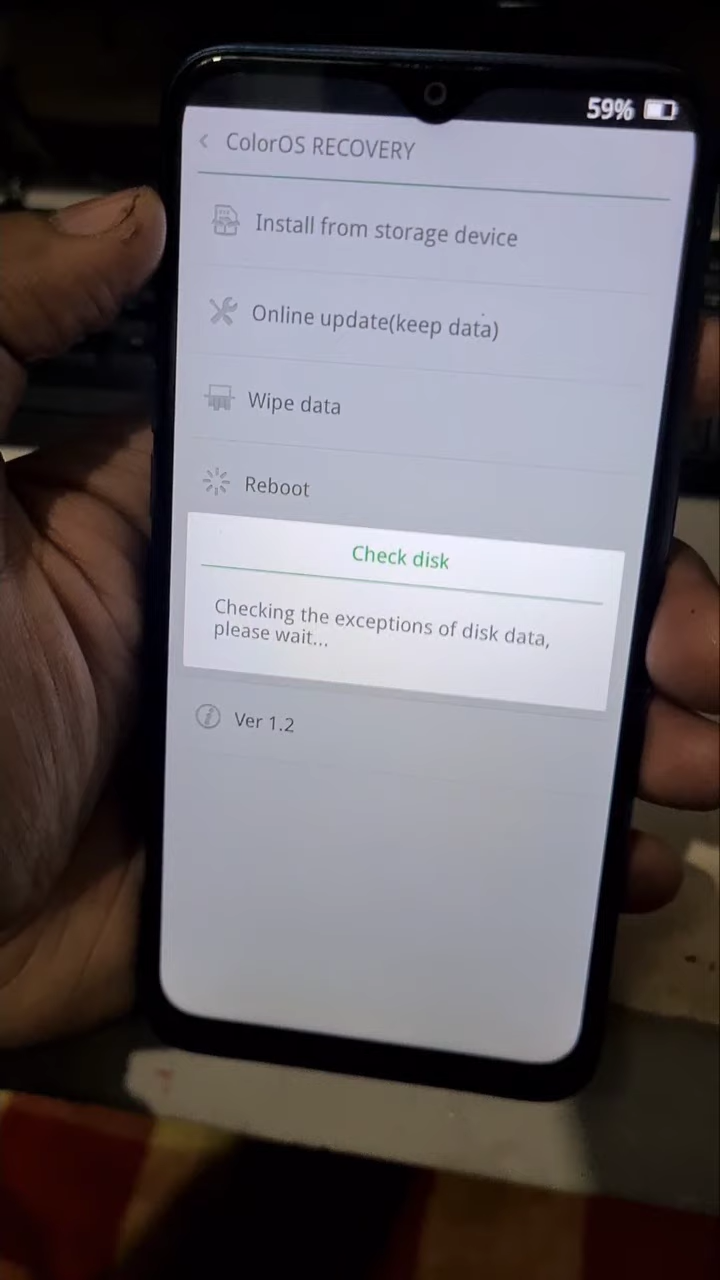 59%
ColorOS RECOVERY
Install from storage device
Online update(keep data)
Wipe data
Reboot
Check disk
Checking the exceptions of disk data,
please wait...
Ver 1.2